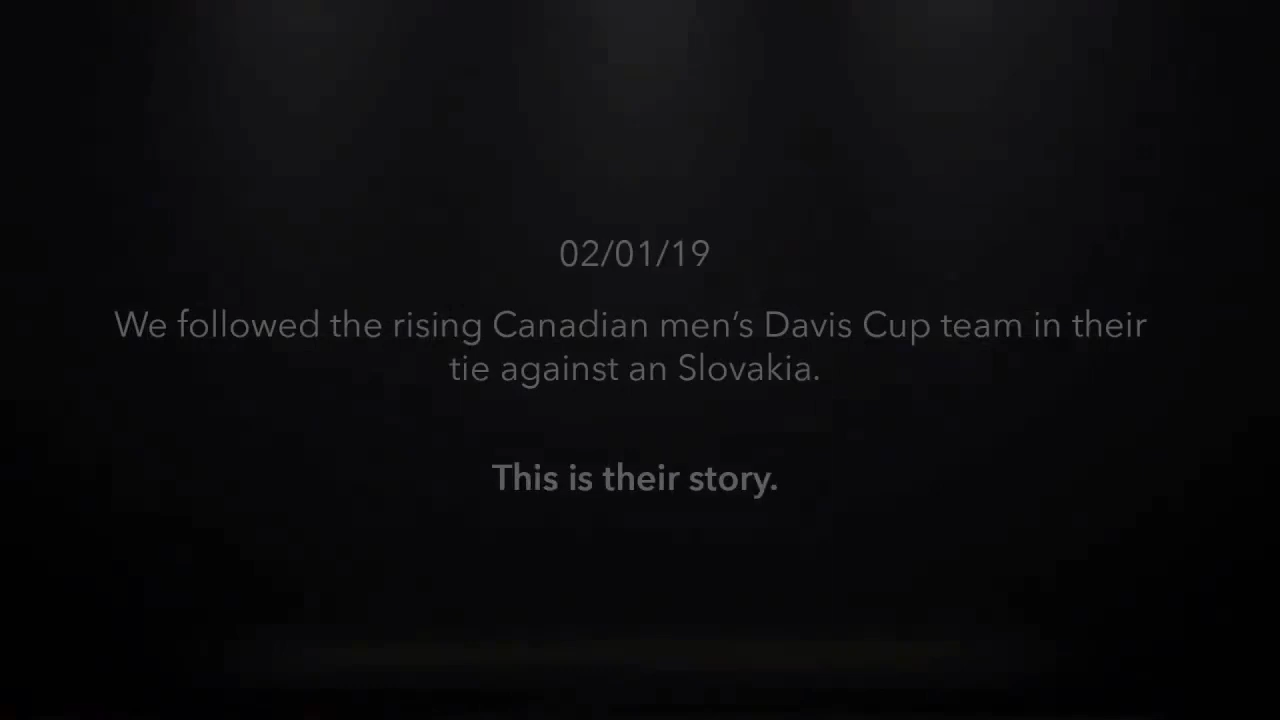 02/01/19
We followed the rising Canadian men’s Davis Cup team in their
tie against an Slovakia.
This is their story.